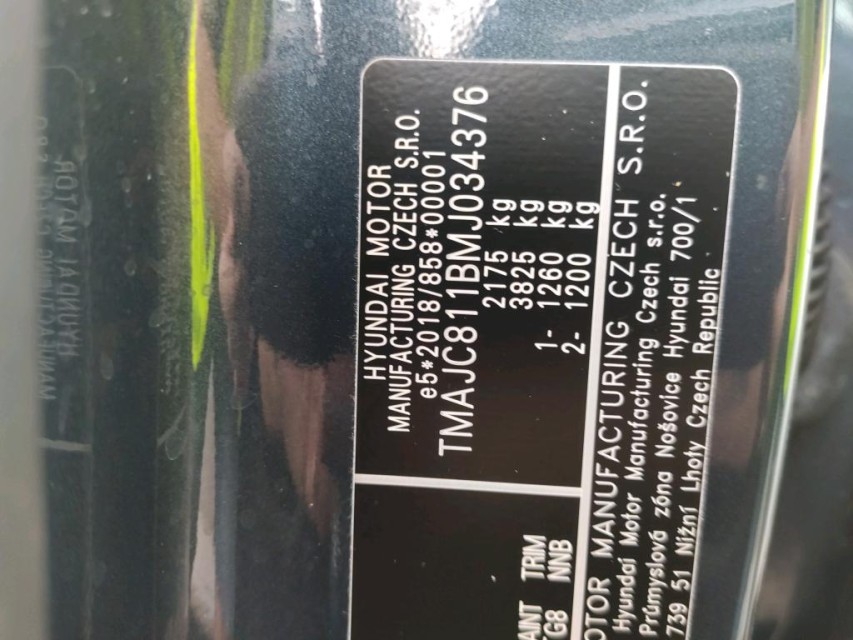 HYUNDAI MOTOR
MANUFACTURING CZECH S.R.O.
e5*2018/858*00001
TMAJC811BMJ034376
2175 kg
3825 kg
1- 1260 kg
2- 1200 kg
AINT TRIM
G8 NNB
OTOR MANUFACTURING CZECH S.R.O.
Hyundai Motor Manufacturing Czech s.r.o.
Průmyslová zóna Nošovice Hyundai 700/1
739 51 Nižní Lhoty Czech Republic
HYUNDAI MOTOR